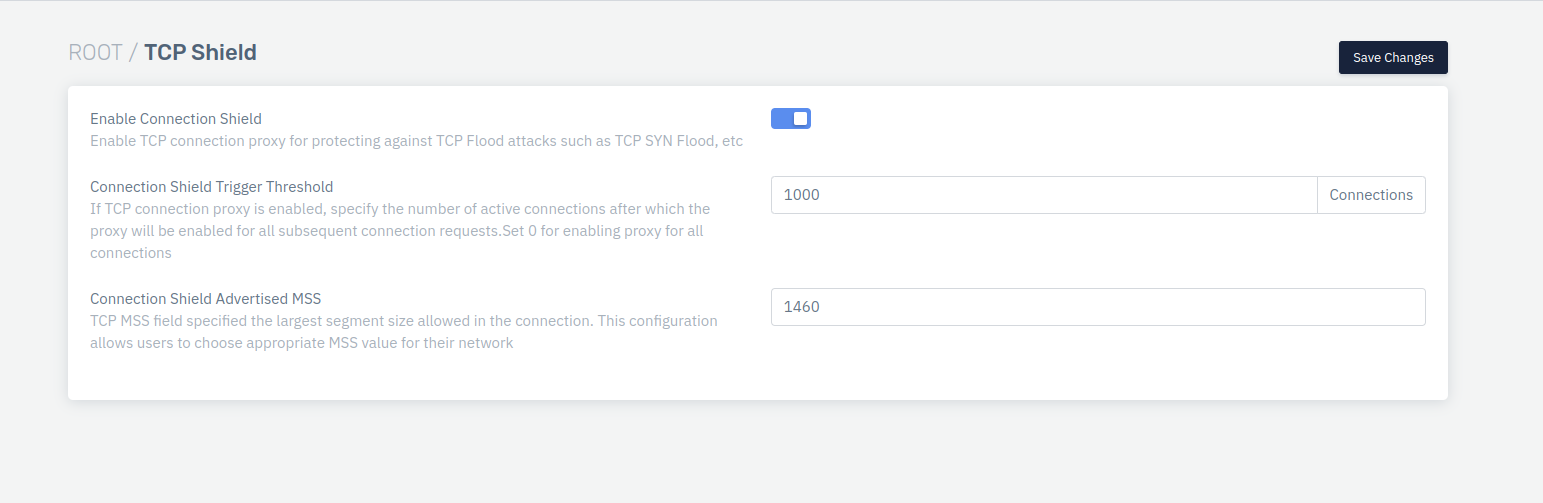 ROOT / TCP Shield
Save Changes
Enable Connection Shield
Enable TCP connection proxy for protecting against TCP Flood attacks such as TCP SYN Flood, etc
Connection Shield Trigger Threshold
If TCP connection proxy is enabled, specify the number of active connections after which the
proxy will be enabled for all subsequent connection requests.Set 0 for enabling proxy for all
connections
1000
Connections
Connection Shield Advertised MSS
TCP MSS field specified the largest segment size allowed in the connection. This configuration
allows users to choose appropriate MSS value for their network
1460